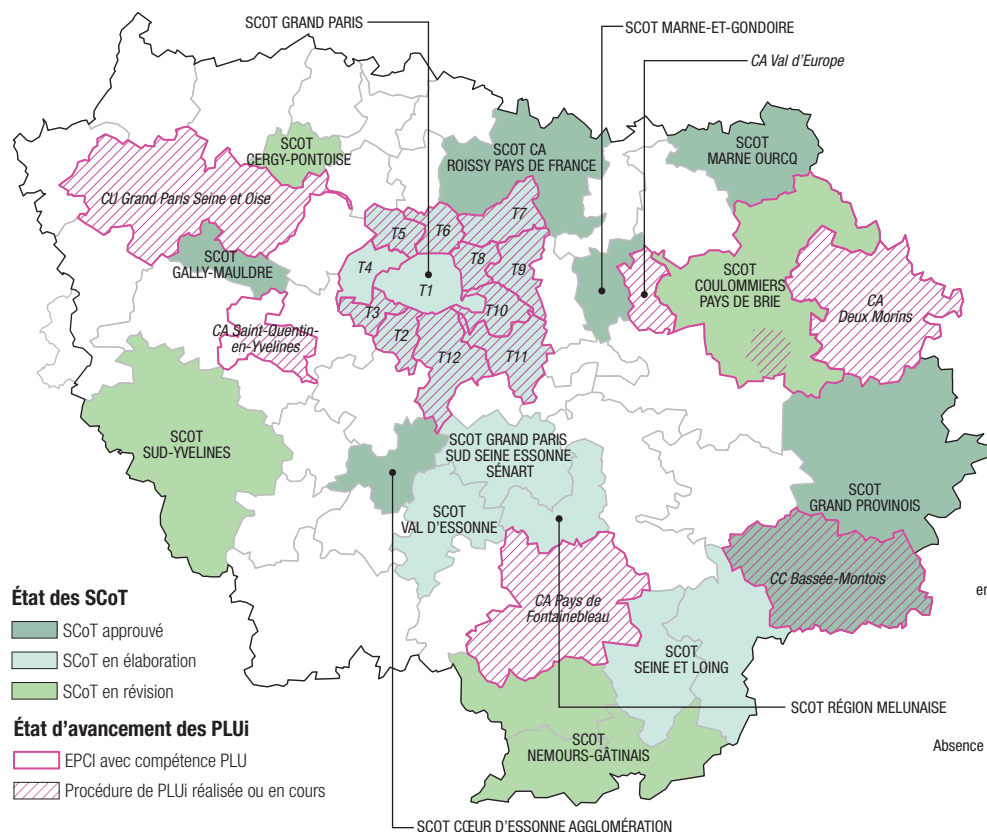 SCOT GRAND PARIS
SCOT MARNE-ET-GONDOIRE
CA Val d'Europe
SCOT
CERGY-PONTOISE
SCOT CA
ROISSY PAYS DE FRANCE
SCOT
MARNE OURCQ
CU Grand Paris Seine et Oise
T7
T6
T5
T8
T4
T9
T1
SCOT
GALLY-MAULDRE
SCOT
COULOMMIERS
PAYS DE BRIE
CA
Deux Morins
T3
T10
T2
T12
T11
CA Saint-Quentin-
en-Yvelines
SCOT
SUD-YVELINES
SCOT GRAND PARIS
SUD SEINE ESSONNE
SÉNART
SCOT
GRAND PROVINOIS
SCOT
VAL D'ESSONNE
CC Bassée-Montois
CA Pays de
Fontainebleau
en
État des SCoT
SCoT approuvé
SCoT en élaboration
SCoT en révision
SCOT
SEINE ET LOING
SCOT RÉGION MELUNAISE
État d'avancement des PLUi
EPCI avec compétence PLU
Procédure de PLUi réalisée ou en cours
SCOT
NEMOURS-GÂTINAIS
Absence
SCOT CŒUR D'ESSONNE AGGLOMÉRATION